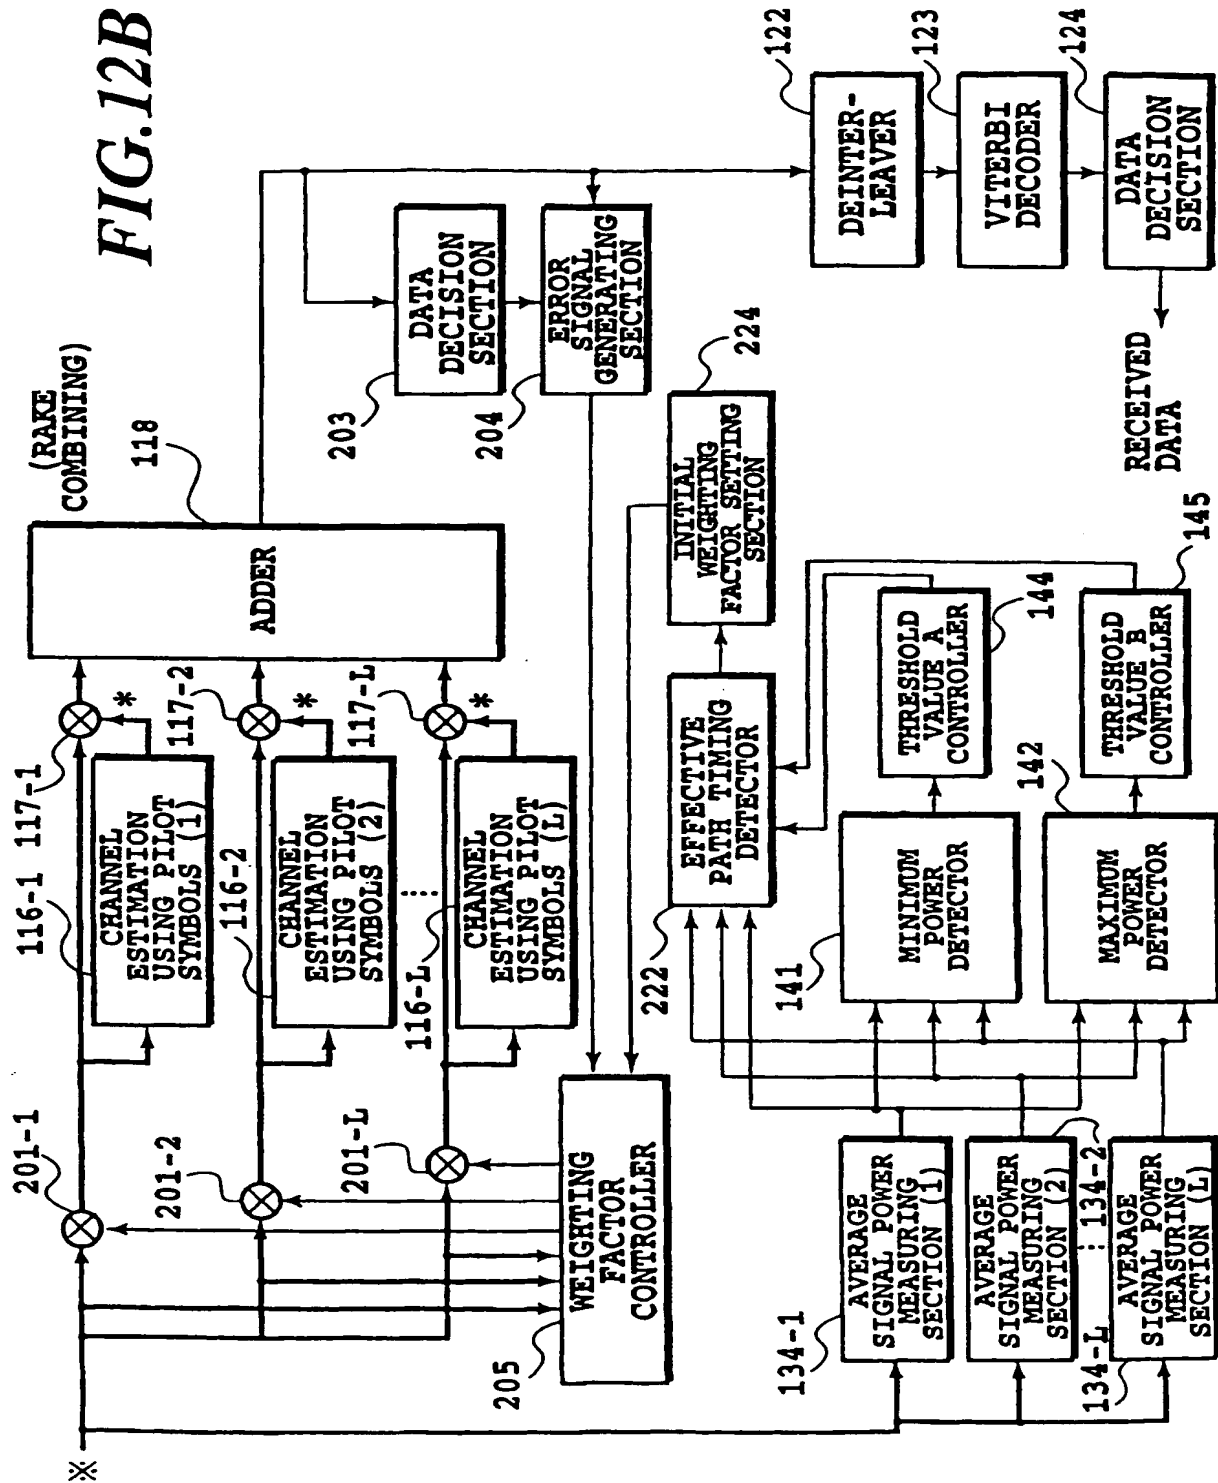 FIG.12B
(RAKE
COMBINING)
118
ADDER
201-1
116-1
117-1
*
CHANNEL
ESTIMATION
USING PILOT
SYMBOLS (1)
201-2
116-2
117-2
*
CHANNEL
ESTIMATION
USING PILOT
SYMBOLS (2)
201-L
116-L
117-L
*
CHANNEL
ESTIMATION
USING PILOT
SYMBOLS (L)
※
205
WEIGHTING
FACTOR
CONTROLLER
203
DATA
DECISION
SECTION
204
ERROR
SIGNAL
GENERATING
SECTION
224
INITIAL
WEIGHTING
FACTOR SETTING
SECTION
222
EFFECTIVE
PATH TIMING
DETECTOR
134-1
AVERAGE
SIGNAL POWER
MEASURING
SECTION (1)
134-2
AVERAGE
SIGNAL POWER
MEASURING
SECTION (2)
134-L
AVERAGE
SIGNAL POWER
MEASURING
SECTION (L)
141
MINIMUM
POWER
DETECTOR
142
MAXIMUM
POWER
DETECTOR
144
THRESHOLD
VALUE A
CONTROLLER
145
THRESHOLD
VALUE B
CONTROLLER
122
DEINTER-
LEAVER
123
VITERBI
DECODER
124
DATA
DECISION
SECTION
RECEIVED
DATA